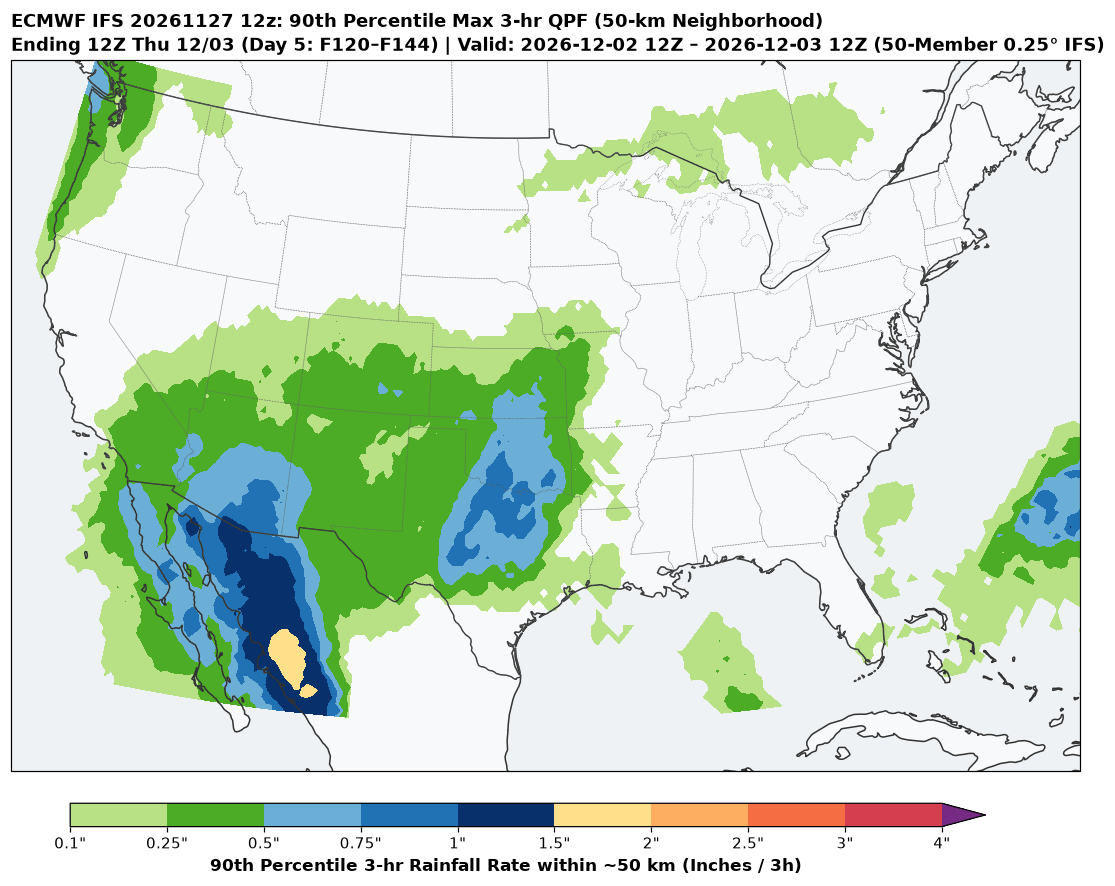 ECMWF IFS 20261127 12z: 90th Percentile Max 3-hr QPF (50-km Neighborhood)
Ending 12Z Thu 12/03 (Day 5: F120–F144) | Valid: 2026-12-02 12Z – 2026-12-03 12Z (50-Member 0.25° IFS)
0.1" 0.25" 0.5" 0.75" 1" 1.5" 2" 2.5" 3" 4"
90th Percentile 3-hr Rainfall Rate within ~50 km (Inches / 3h)